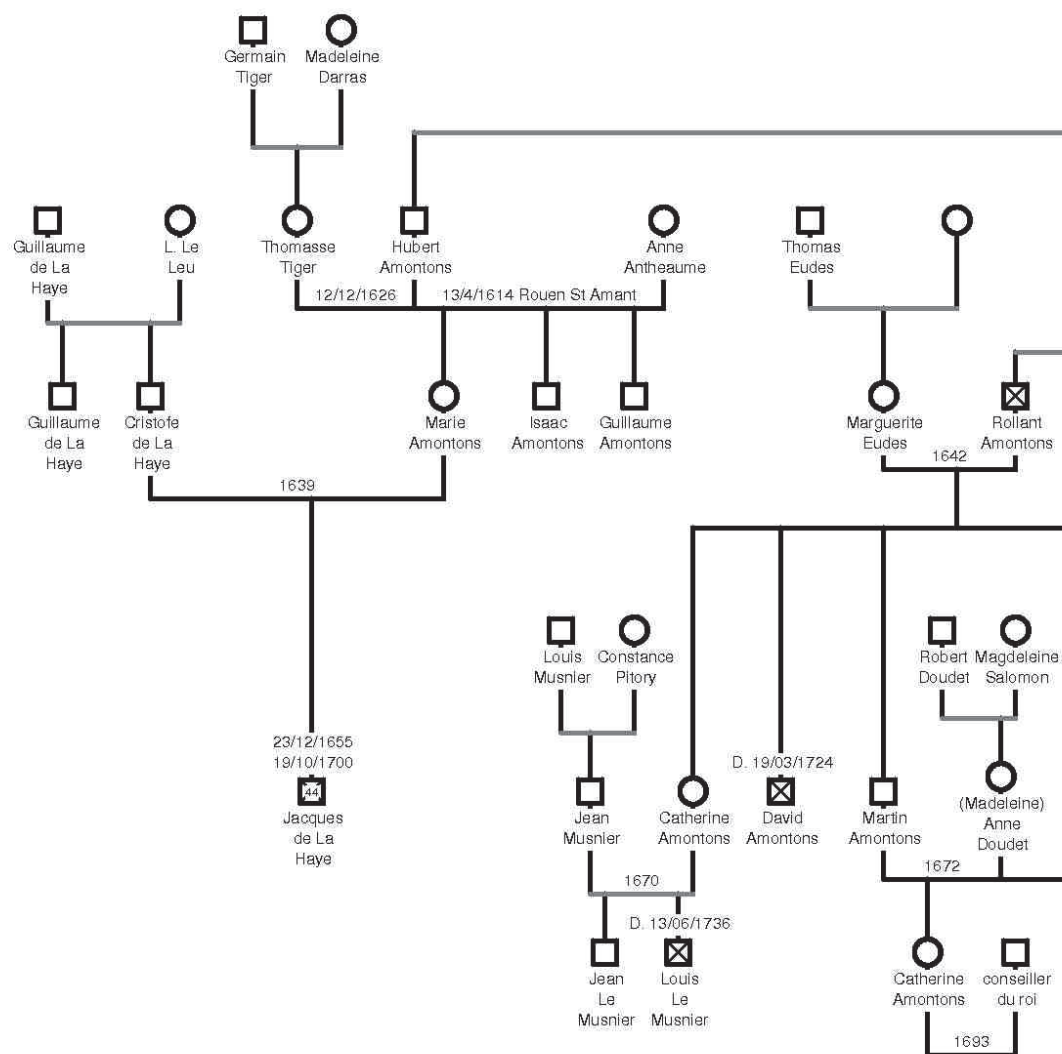 Germain
Tiger
Madeleine
Darras
Guillaume
de La
Haye
L. Le
Leu
Thomasse
Tiger
Hubert
Amontons
Anne
Antheaume
Thomas
Eudes
12/12/1626
13/4/1614 Rouen St Amant
Guillaume
de La
Haye
Cristofe
de La
Haye
Marie
Amontons
Isaac
Amontons
Guillaume
Amontons
Marguerite
Eudes
Rollant
Amontons
1642
1639
Louis
Musnier
Constance
Pitory
Robert
Doudet
Magdeleine
Salomon
23/12/1655
19/10/1700
44
Jacques
de La
Haye
D. 19/03/1724
Jean
Musnier
Catherine
Amontons
David
Amontons
Martin
Amontons
(Madeleine)
Anne
Doudet
1670
1672
D. 13/06/1736
Jean
Le
Musnier
Louis
Le
Musnier
Catherine
Amontons
conseiller
du roi
1693